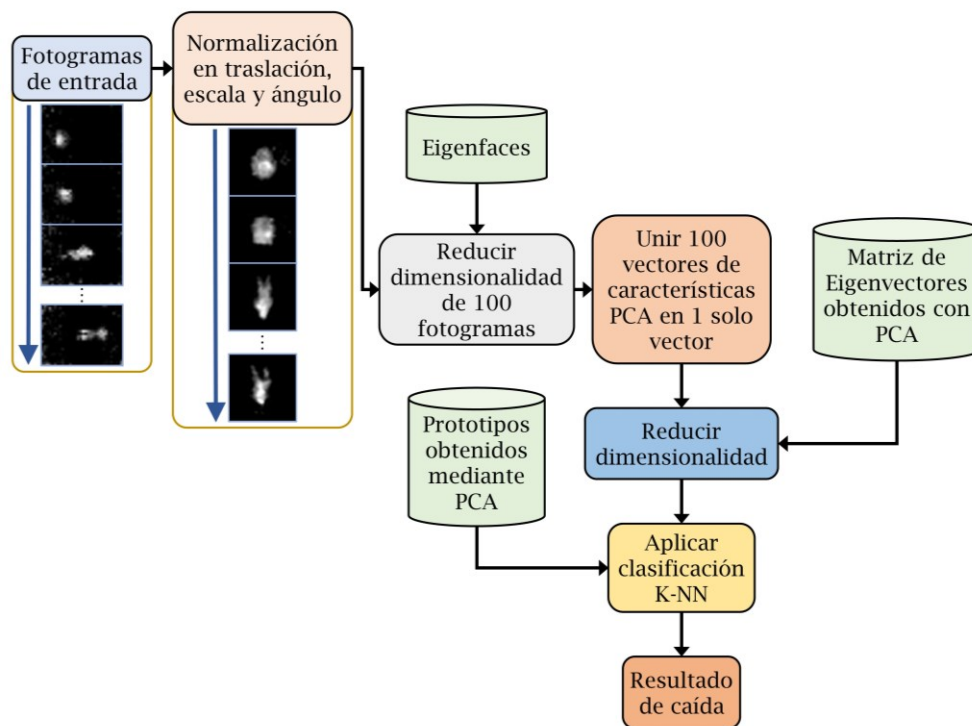 Fotogramas
de entrada
Normalización
en traslación,
escala y ángulo
Eigenfaces
Reducir
dimensionalidad
de 100
fotogramas
Unir 100
vectores de
características
PCA en 1 solo
vector
Matriz de
Eigenvectores
obtenidos con
PCA
Prototipos
obtenidos
mediante
PCA
Reducir
dimensionalidad
Aplicar
clasificación
K-NN
Resultado
de caída